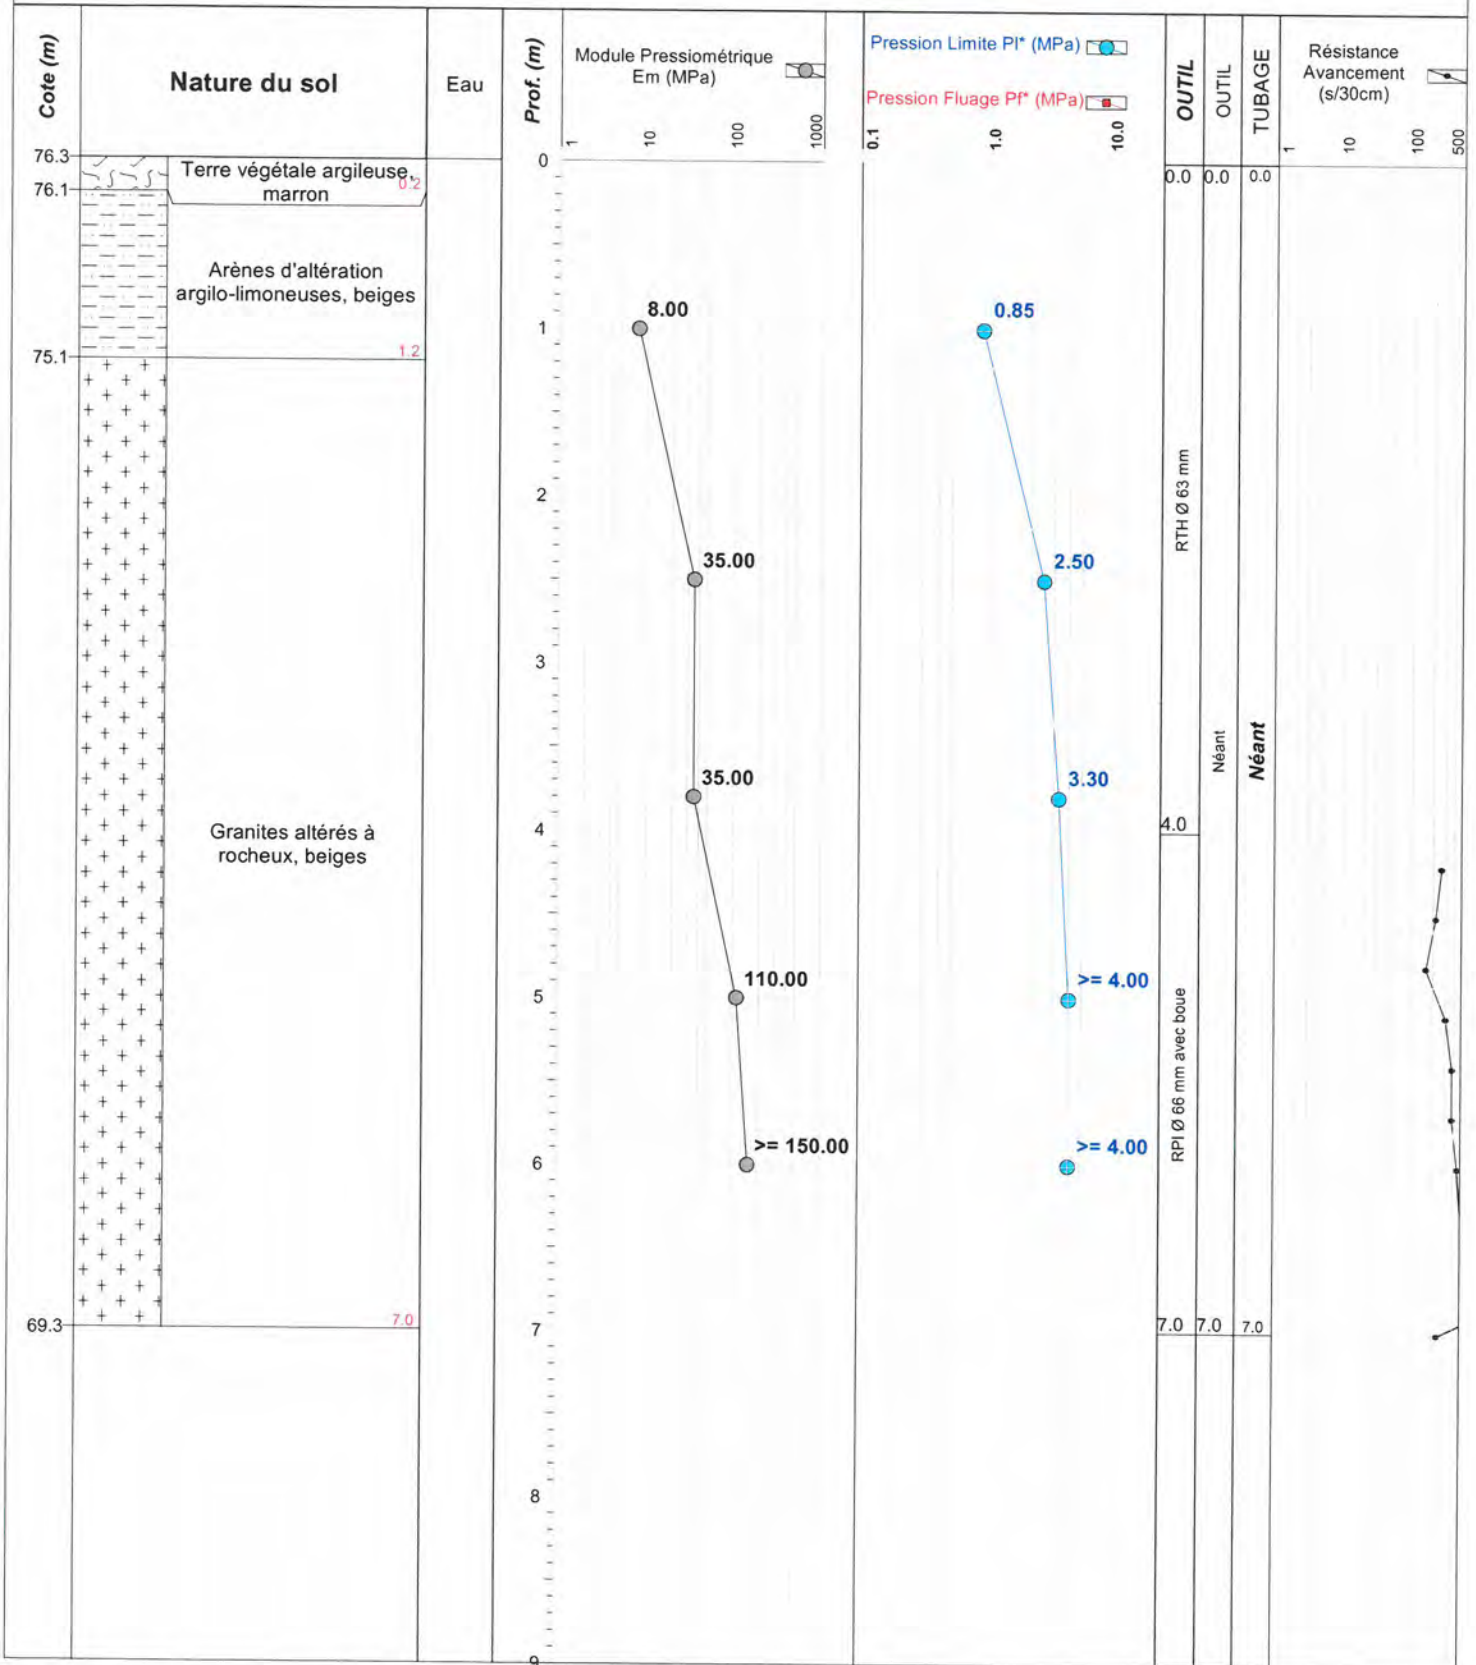 Cote (m)
Nature du sol
Eau
Prof. (m)
Module Pressiométrique
Em (MPa)
1
10
100
1000
Pression Limite Pl* (MPa)
Pression Fluage Pf* (MPa)
0.1
1.0
10.0
OUTIL
OUTIL
TUBAGE
Résistance
Avancement
(s/30cm)
1
10
100
500
76.3
76.1
75.1
69.3
Terre végétale argileuse,
marron
0.2
Arènes d'altération
argilo-limoneuses, beiges
1.2
Granites altérés à
rocheux, beiges
7.0
0
1
2
3
4
5
6
7
8
9
8.00
35.00
35.00
110.00
>= 150.00
0.85
2.50
3.30
>= 4.00
>= 4.00
0.0
RTH Ø 63 mm
4.0
RPI Ø 66 mm avec boue
7.0
0.0
Néant
7.0
0.0
Néant
7.0